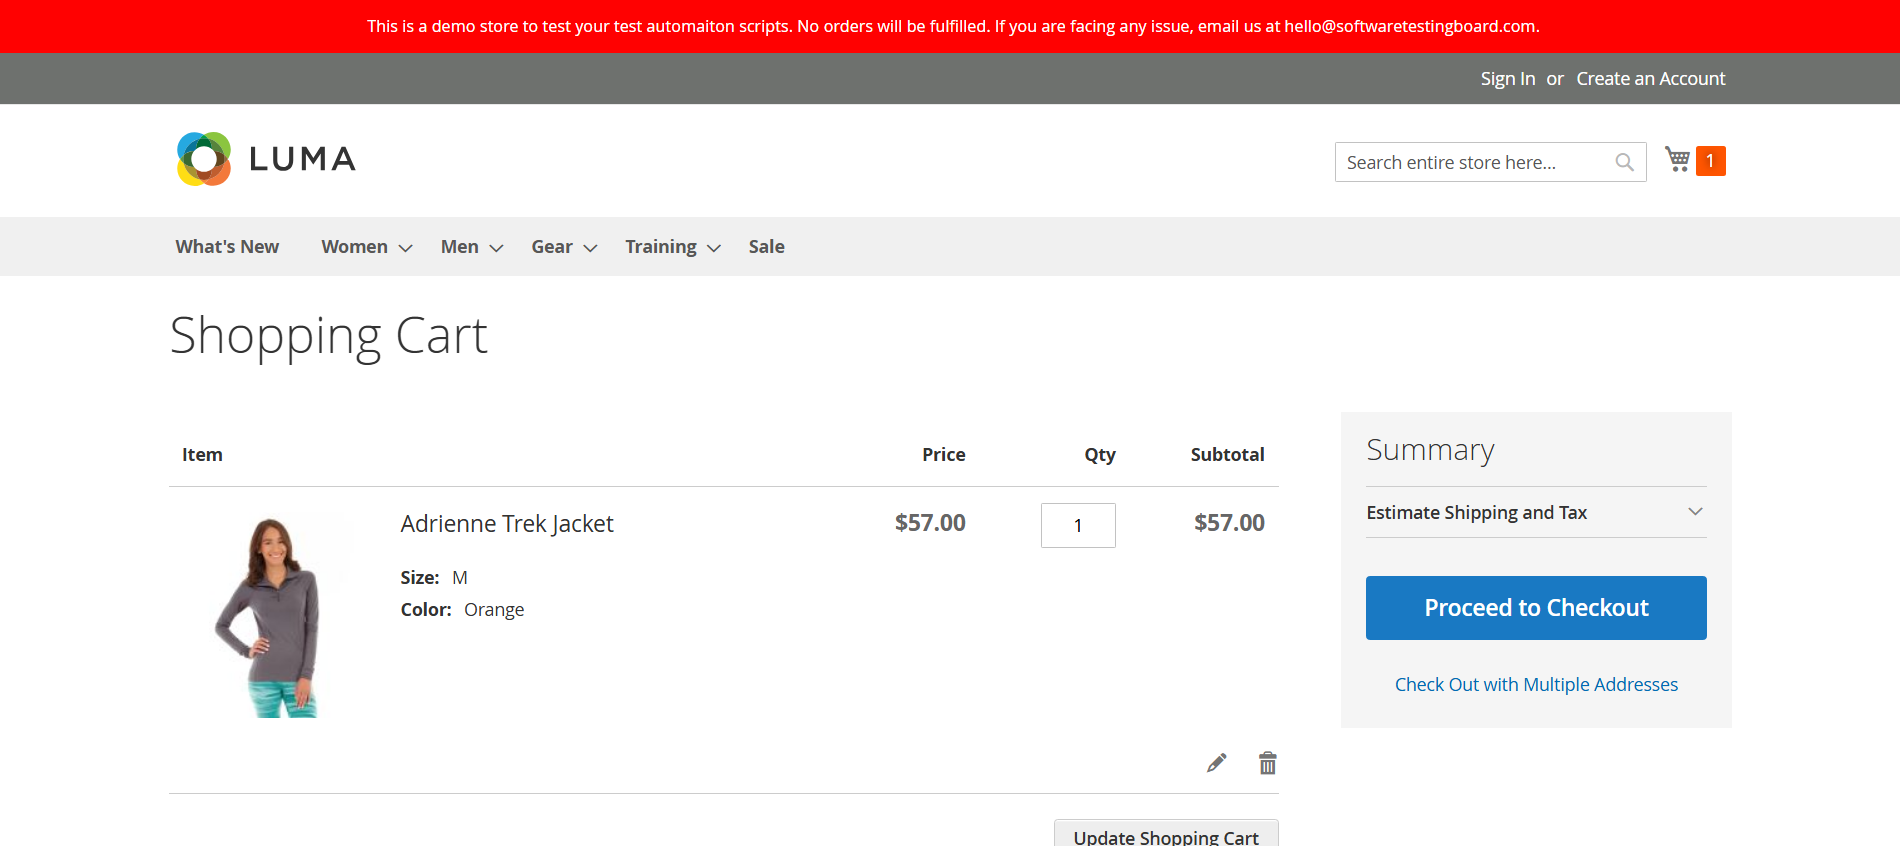 This is a demo store to test your test automaiton scripts. No orders will be fulfilled. If you are facing any issue, email us at hello@softwaretestingboard.com.
Sign In or Create an Account
LUMA
Search entire store here...
1
What's New Women Men Gear Training Sale
Shopping Cart
Item Price Qty Subtotal
Adrienne Trek Jacket $57.00 1 $57.00
Size: M
Color: Orange
Summary
Estimate Shipping and Tax
Proceed to Checkout
Check Out with Multiple Addresses
Update Shopping Cart